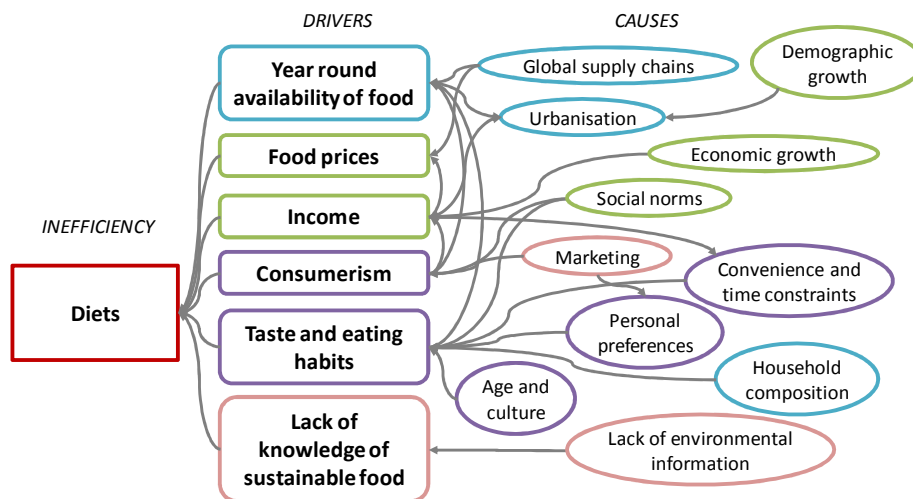 DRIVERS
CAUSES
Year round
availability of food
Global supply chains
Demographic
growth
Urbanisation
Food prices
Economic growth
Income
Social norms
INEFFICIENCY
Consumerism
Marketing
Convenience and
time constraints
Diets
Taste and eating
habits
Personal
preferences
Household
composition
Age and
culture
Lack of
knowledge of
sustainable food
Lack of environmental
information